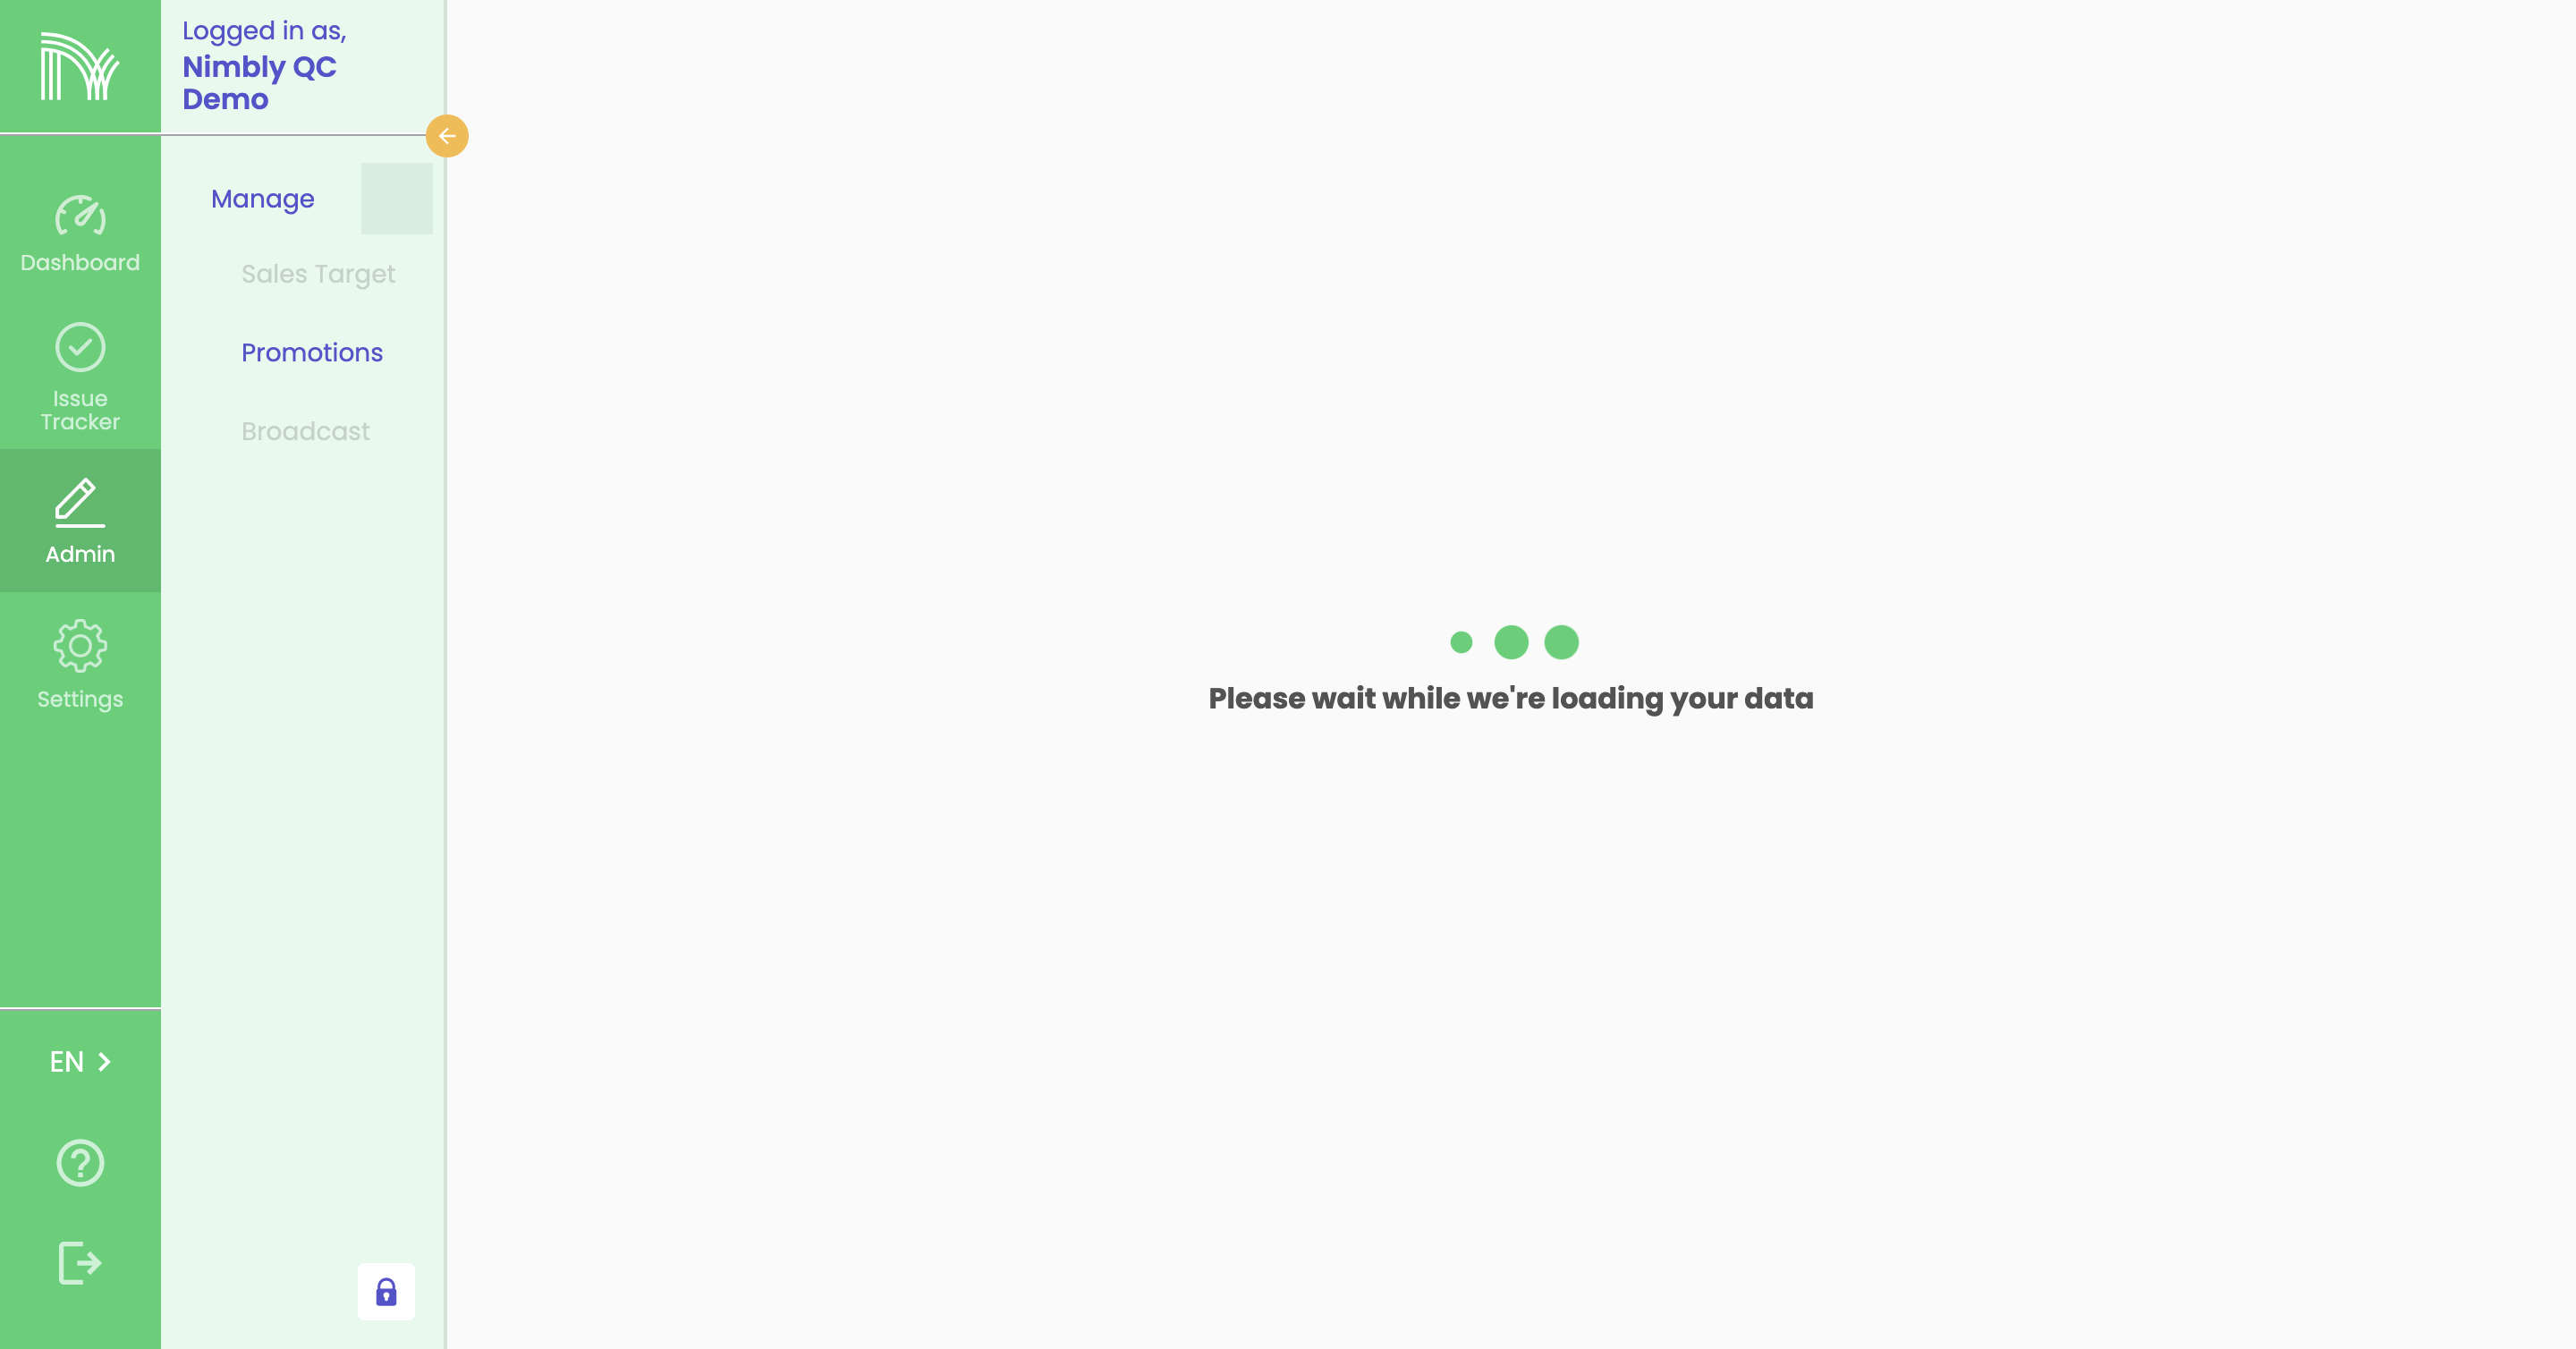 Logged in as,
Nimbly QC
Demo
Dashboard
Issue
Tracker
Admin
Settings
EN
Manage
Sales Target
Promotions
Broadcast
Please wait while we're loading your data